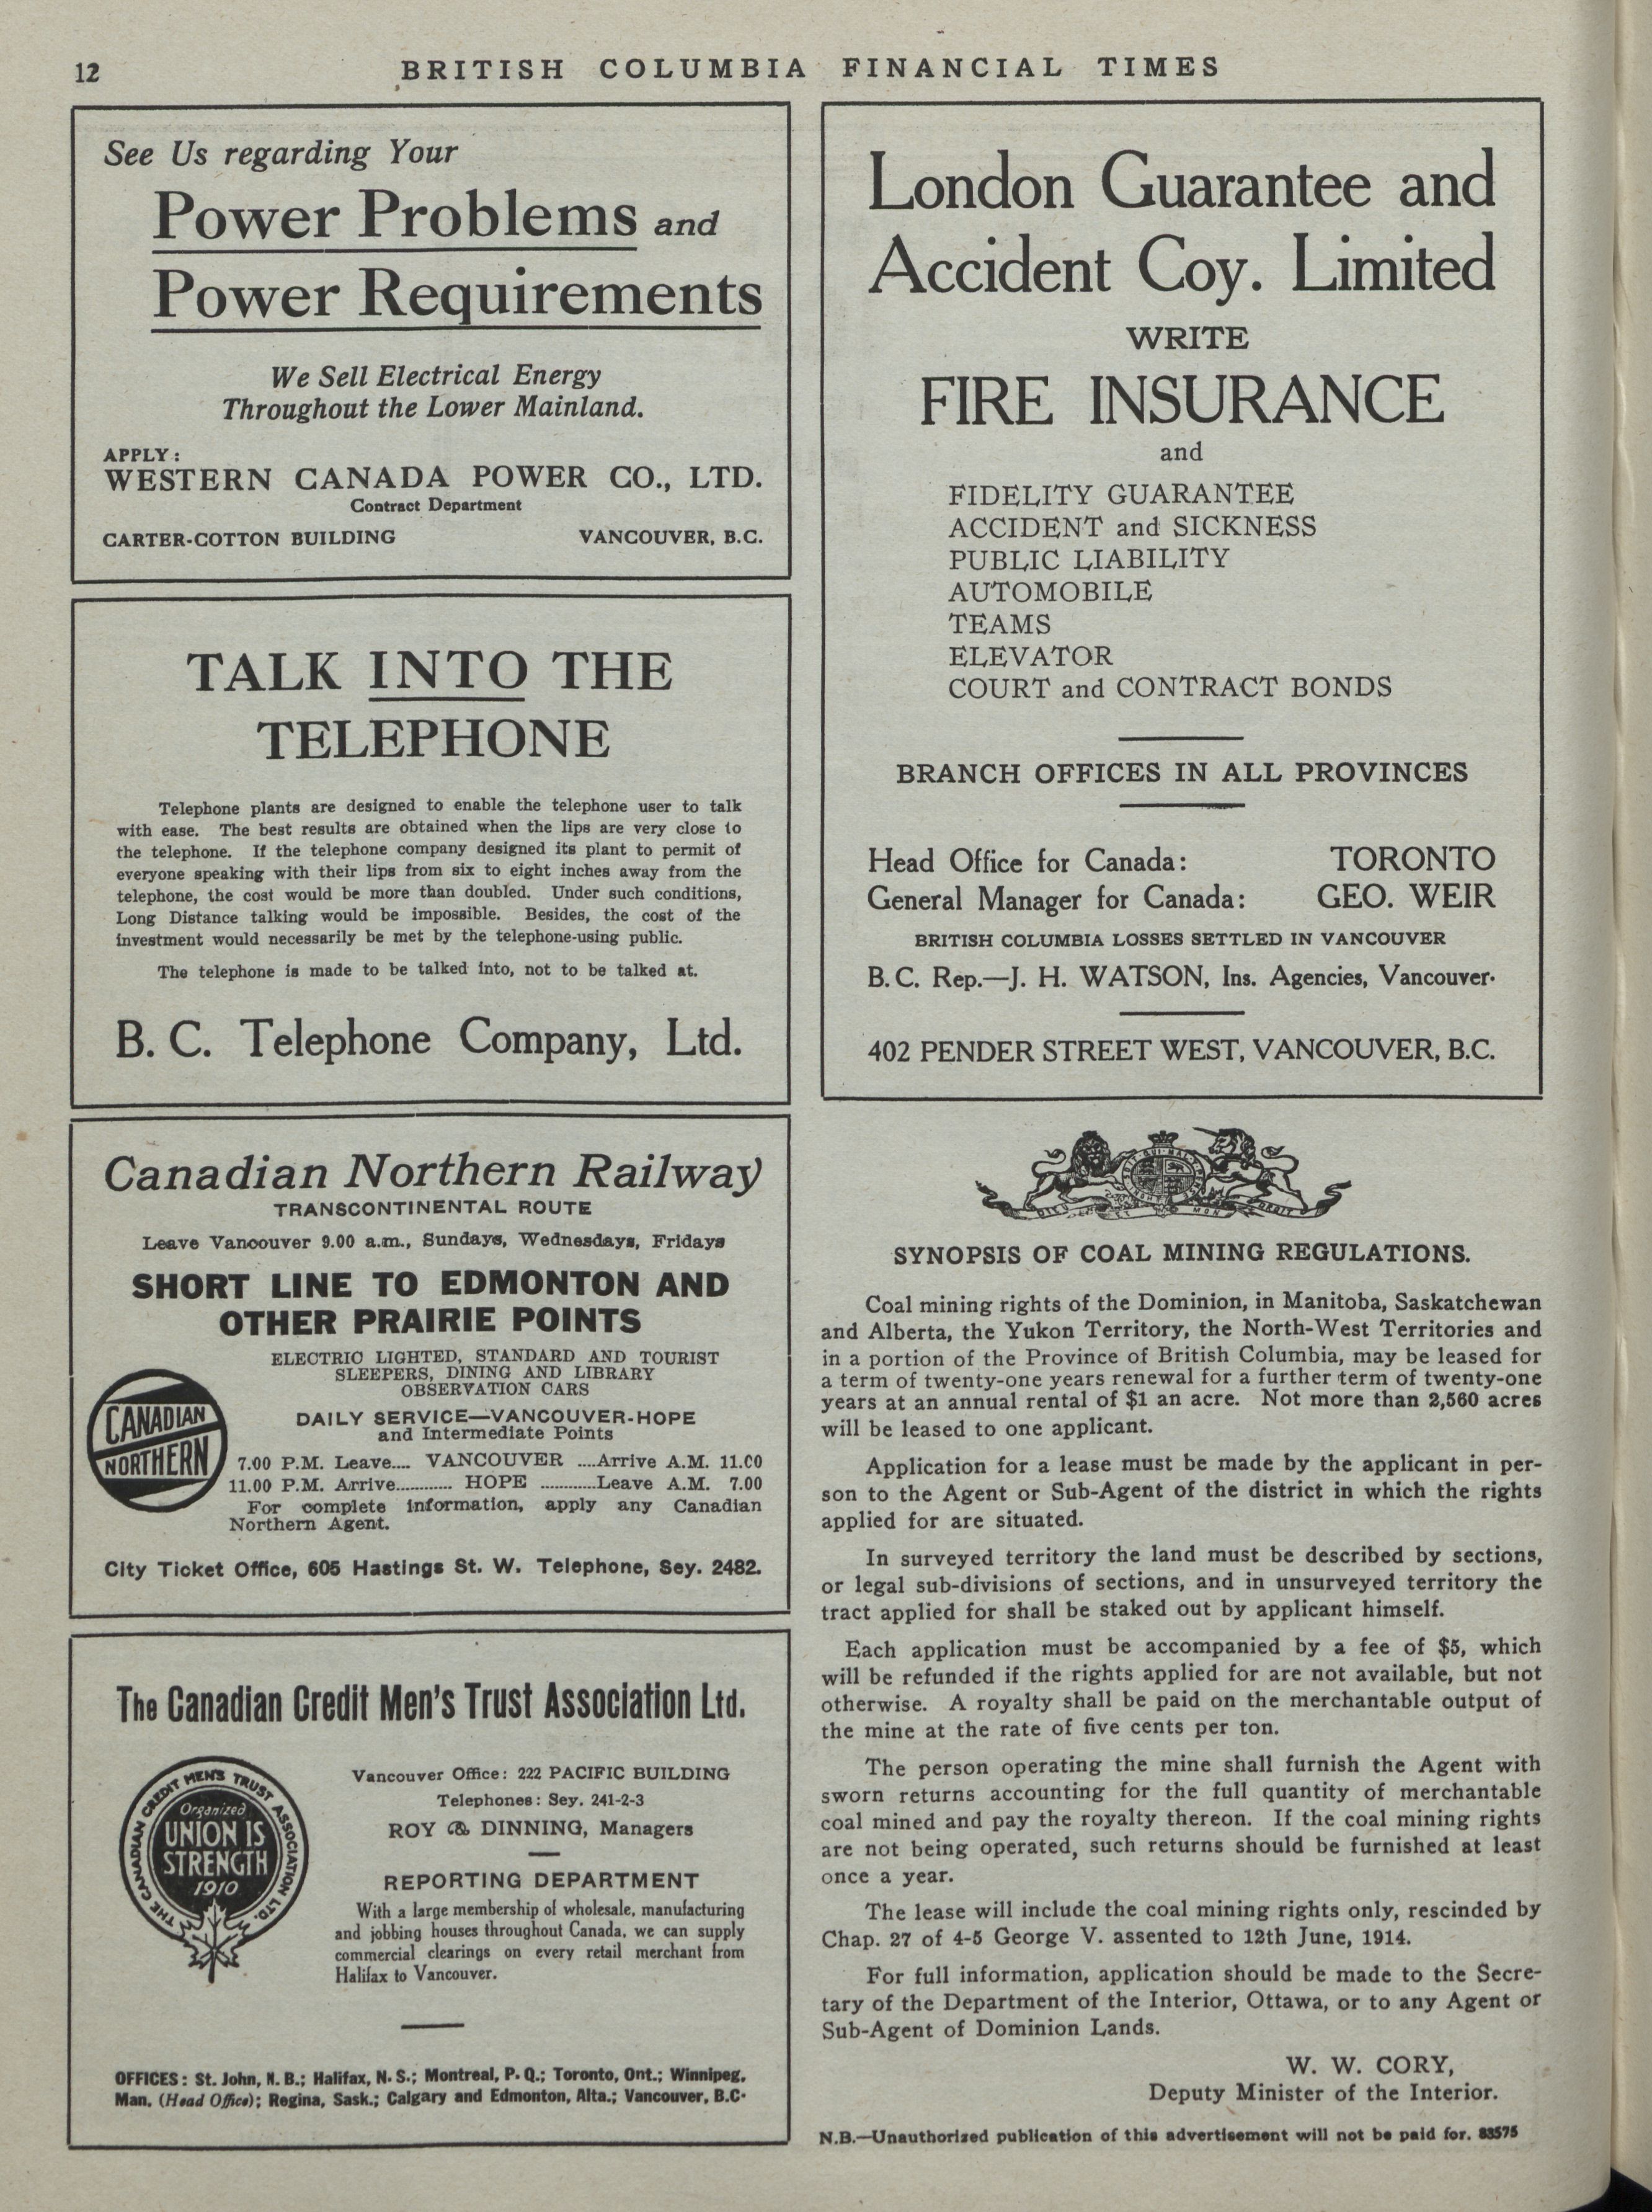 12
BRITISH COLUMBIA FINANCIAL TIMES
See Us regarding Your
Power Problems and
Power Requirements
We Sell Electrical Energy
Throughout the Lower Mainland.
APPLY:
WESTERN CANADA POWER CO., LTD.
Contract Department
CARTER-COTTON BUILDING VANCOUVER, B.C.
TALK INTO THE
TELEPHONE
Telephone plants are designed to enable the telephone user to talk
with ease. The best results are obtained when the lips are very close to
the telephone. If the telephone company designed its plant to permit of
everyone speaking with their lips from six to eight inches away from the
telephone, the cost would be more than doubled. Under such conditions,
Long Distance talking would be impossible. Besides, the cost of the
investment would necessarily be met by the telephone-using public.
The telephone is made to be talked into, not to be talked at.
B. C. Telephone Company, Ltd.
Canadian Northern Railway
TRANSCONTINENTAL ROUTE
Leave Vancouver 9.00 a.m., Sundays, Wednesdays, Fridays
SHORT LINE TO EDMONTON AND
OTHER PRAIRIE POINTS
ELECTRIC LIGHTED, STANDARD AND TOURIST
SLEEPERS, DINING AND LIBRARY
OBSERVATION CARS
CANADIAN
NORTHERN
DAILY SERVICE—VANCOUVER-HOPE
and Intermediate Points
7.00 P.M. Leave.... VANCOUVER ....Arrive A.M. 11.00
11.00 P.M. Arrive............ HOPE ............Leave A.M. 7.00
For complete information, apply any Canadian
Northern Agent.
City Ticket Office, 605 Hastings St. W. Telephone, Sey. 2482.
The Canadian Credit Men's Trust Association Ltd.
THE CANADIAN CREDIT MEN'S TRUST ASSOCIATION LTD.
Organized
UNION IS
STRENGTH
1910
Vancouver Office: 222 PACIFIC BUILDING
Telephones: Sey. 241-2-3
ROY & DINNING, Managers
REPORTING DEPARTMENT
With a large membership of wholesale, manufacturing
and jobbing houses throughout Canada, we can supply
commercial clearings on every retail merchant from
Halifax to Vancouver.
OFFICES: St. John, N. B.; Halifax, N. S.; Montreal, P. Q.; Toronto, Ont.; Winnipeg,
Man. (Head Office); Regina, Sask.; Calgary and Edmonton, Alta.; Vancouver, B.C.
London Guarantee and
Accident Coy. Limited
WRITE
FIRE INSURANCE
and
FIDELITY GUARANTEE
ACCIDENT and SICKNESS
PUBLIC LIABILITY
AUTOMOBILE
TEAMS
ELEVATOR
COURT and CONTRACT BONDS
BRANCH OFFICES IN ALL PROVINCES
Head Office for Canada: TORONTO
General Manager for Canada: GEO. WEIR
BRITISH COLUMBIA LOSSES SETTLED IN VANCOUVER
B. C. Rep.—J. H. WATSON, Ins. Agencies, Vancouver.
402 PENDER STREET WEST, VANCOUVER, B.C.
SYNOPSIS OF COAL MINING REGULATIONS.
Coal mining rights of the Dominion, in Manitoba, Saskatchewan
and Alberta, the Yukon Territory, the North-West Territories and
in a portion of the Province of British Columbia, may be leased for
a term of twenty-one years renewal for a further term of twenty-one
years at an annual rental of $1 an acre. Not more than 2,560 acres
will be leased to one applicant.
Application for a lease must be made by the applicant in per-
son to the Agent or Sub-Agent of the district in which the rights
applied for are situated.
In surveyed territory the land must be described by sections,
or legal sub-divisions of sections, and in unsurveyed territory the
tract applied for shall be staked out by applicant himself.
Each application must be accompanied by a fee of $5, which
will be refunded if the rights applied for are not available, but not
otherwise. A royalty shall be paid on the merchantable output of
the mine at the rate of five cents per ton.
The person operating the mine shall furnish the Agent with
sworn returns accounting for the full quantity of merchantable
coal mined and pay the royalty thereon. If the coal mining rights
are not being operated, such returns should be furnished at least
once a year.
The lease will include the coal mining rights only, rescinded by
Chap. 27 of 4-5 George V. assented to 12th June, 1914.
For full information, application should be made to the Secre-
tary of the Department of the Interior, Ottawa, or to any Agent or
Sub-Agent of Dominion Lands.
W. W. CORY,
Deputy Minister of the Interior.
N.B.—Unauthorized publication of this advertisement will not be paid for. 83575